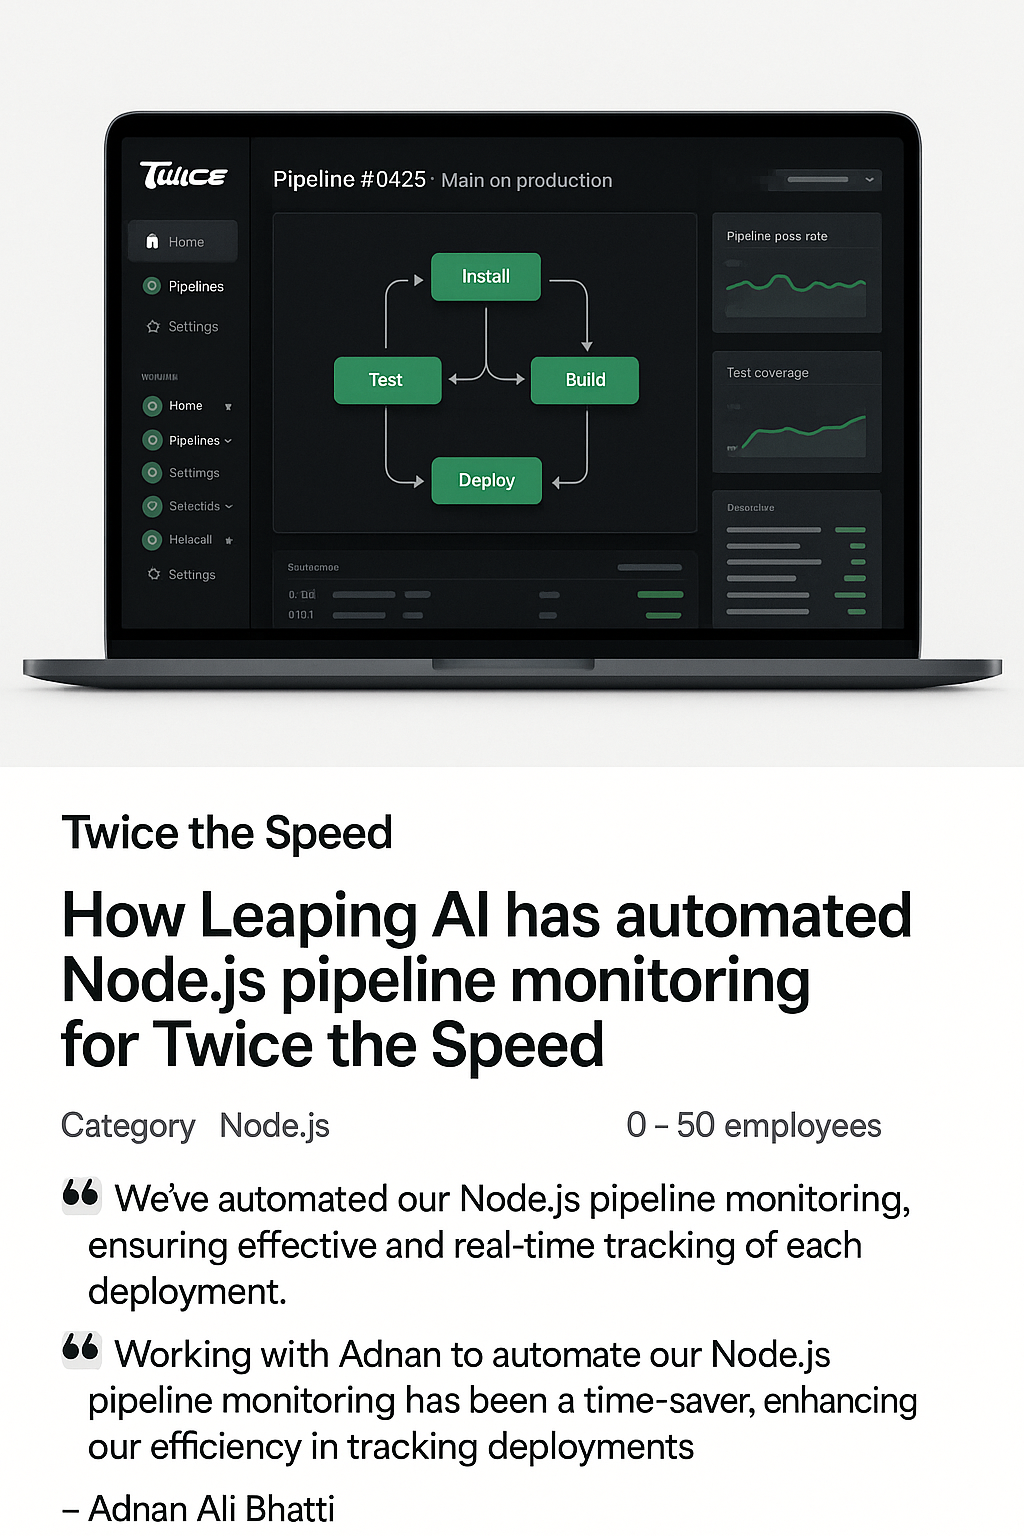 TWICE
Pipeline #0425 · Main on production
Home
Pipelines
Settings
Home
Pipelines
Settimgs
Selectids
Helacall
Settings
Install
Test
Build
Deploy
Pipeline poss rate
Test coverage
Desorclure
Soutecmoe
010.1
Twice the Speed
How Leaping AI has automated
Node.js pipeline monitoring
for Twice the Speed
Category Node.js
0 – 50 employees
“ We’ve automated our Node.js pipeline monitoring,
ensuring effective and real-time tracking of each
deployment.
“ Working with Adnan to automate our Node.js
pipeline monitoring has been a time-saver, enhancing
our efficiency in tracking deployments
– Adnan Ali Bhatti